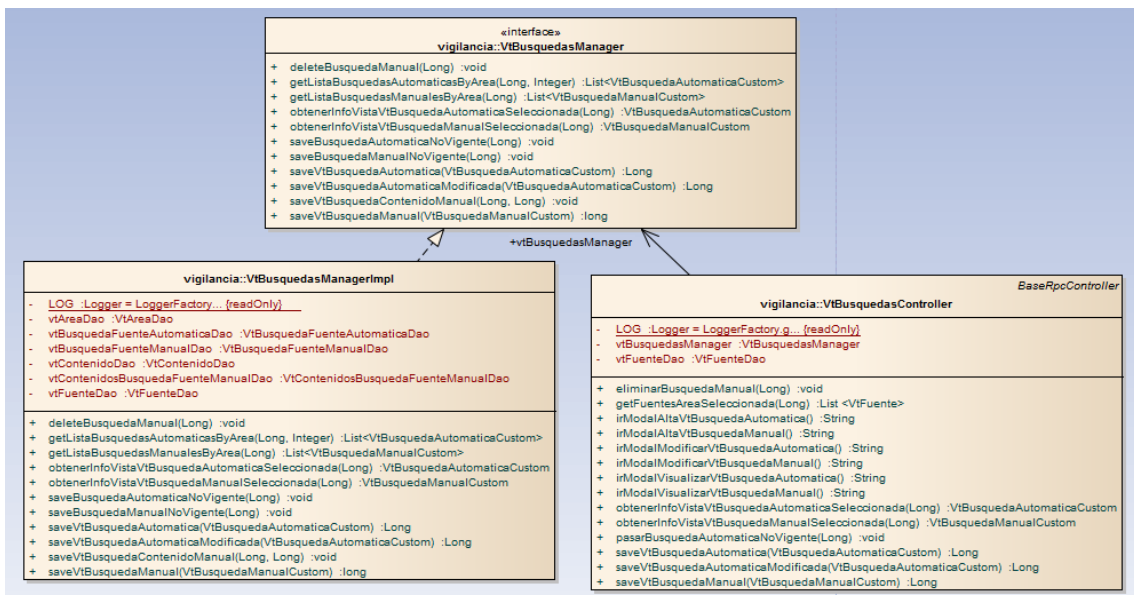 «interface»
vigilancia::VtBusquedasManager
+ deleteBusquedaManual(Long) :void
+ getListaBusquedasAutomaticasByArea(Long, Integer) :List<VtBusquedaAutomaticaCustom>
+ getListaBusquedasManualesByArea(Long) :List<VtBusquedaManualCustom>
+ obtenerInfoVistaVtBusquedaAutomaticaSeleccionada(Long) :VtBusquedaAutomaticaCustom
+ obtenerInfoVistaVtBusquedaManualSeleccionada(Long) :VtBusquedaManualCustom
+ saveBusquedaAutomaticaNoVigente(Long) :void
+ saveBusquedaManualNoVigente(Long) :void
+ saveVtBusquedaAutomatica(VtBusquedaAutomaticaCustom) :Long
+ saveVtBusquedaAutomaticaModificada(VtBusquedaAutomaticaCustom) :Long
+ saveVtBusquedaContenidoManual(Long, Long) :void
+ saveVtBusquedaManual(VtBusquedaManualCustom) :long
+vtBusquedasManager
vigilancia::VtBusquedasManagerImpl
- LOG :Logger = LoggerFactory... {readOnly}
- vtAreaDao :VtAreaDao
- vtBusquedaFuenteAutomaticaDao :VtBusquedaFuenteAutomaticaDao
- vtBusquedaFuenteManualDao :VtBusquedaFuenteManualDao
- vtContenidoDao :VtContenidoDao
- vtContenidosBusquedaFuenteManualDao :VtContenidosBusquedaFuenteManualDao
- vtFuenteDao :VtFuenteDao
+ deleteBusquedaManual(Long) :void
+ getListaBusquedasAutomaticasByArea(Long, Integer) :List<VtBusquedaAutomaticaCustom>
+ getListaBusquedasManualesByArea(Long) :List<VtBusquedaManualCustom>
+ obtenerInfoVistaVtBusquedaAutomaticaSeleccionada(Long) :VtBusquedaAutomaticaCustom
+ obtenerInfoVistaVtBusquedaManualSeleccionada(Long) :VtBusquedaManualCustom
+ saveBusquedaAutomaticaNoVigente(Long) :void
+ saveBusquedaManualNoVigente(Long) :void
+ saveVtBusquedaAutomatica(VtBusquedaAutomaticaCustom) :Long
+ saveVtBusquedaAutomaticaModificada(VtBusquedaAutomaticaCustom) :Long
+ saveVtBusquedaContenidoManual(Long, Long) :void
+ saveVtBusquedaManual(VtBusquedaManualCustom) :long
BaseRpcController
vigilancia::VtBusquedasController
- LOG :Logger = LoggerFactory.g... {readOnly}
- vtBusquedasManager :VtBusquedasManager
- vtFuenteDao :VtFuenteDao
+ eliminarBusquedaManual(Long) :void
+ getFuentesAreaSeleccionada(Long) :List <VtFuente>
+ irModalAltaVtBusquedaAutomatica() :String
+ irModalAltaVtBusquedaManual() :String
+ irModalModificarVtBusquedaAutomatica() :String
+ irModalModificarVtBusquedaManual() :String
+ irModalVisualizarVtBusquedaAutomatica() :String
+ irModalVisualizarVtBusquedaManual() :String
+ obtenerInfoVistaVtBusquedaAutomaticaSeleccionada(Long) :VtBusquedaAutomaticaCustom
+ obtenerInfoVistaVtBusquedaManualSeleccionada(Long) :VtBusquedaManualCustom
+ pasarBusquedaAutomaticaNoVigente(Long) :void
+ saveVtBusquedaAutomatica(VtBusquedaAutomaticaCustom) :Long
+ saveVtBusquedaAutomaticaModificada(VtBusquedaAutomaticaCustom) :Long
+ saveVtBusquedaManual(VtBusquedaManualCustom) :Long